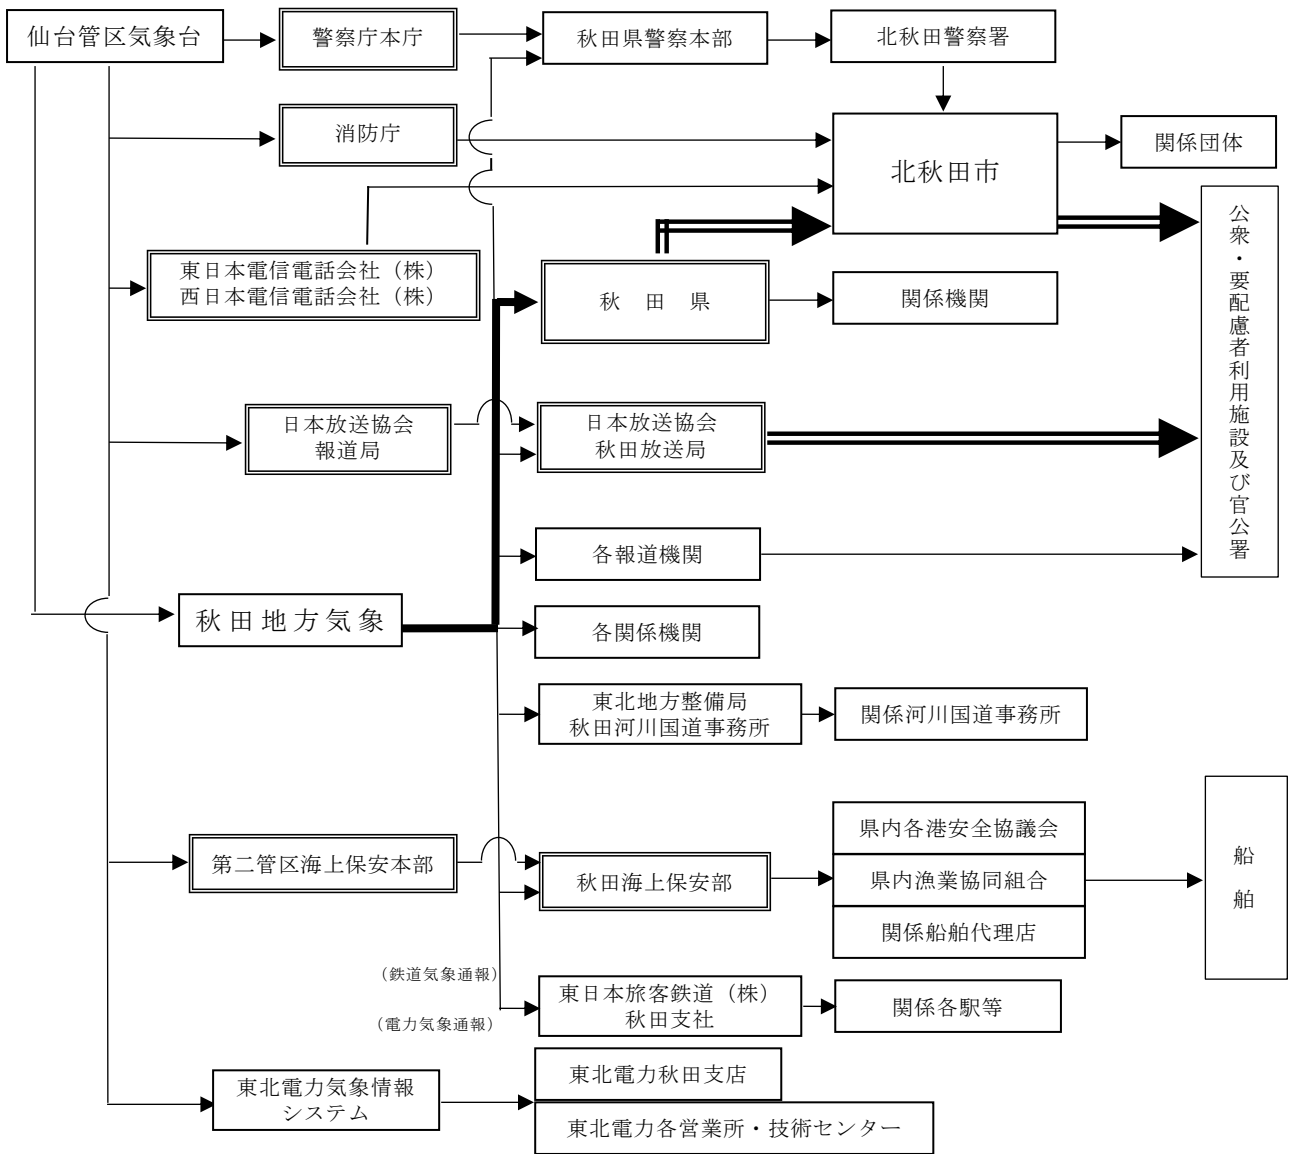 仙台管区気象台
警察庁本庁
秋田県警察本部
北秋田警察署
消防庁
北秋田市
関係団体
東日本電信電話会社（株）
西日本電信電話会社（株）
秋　田　県
関係機関
公衆・要配慮者利用施設及び官公署
日本放送協会
報道局
日本放送協会
秋田放送局
各報道機関
秋田地方気象
各関係機関
東北地方整備局
秋田河川国道事務所
関係河川国道事務所
第二管区海上保安本部
秋田海上保安部
県内各港安全協議会
県内漁業協同組合
関係船舶代理店
船舶
（鉄道気象通報）
（電力気象通報）
東日本旅客鉄道（株）
秋田支社
関係各駅等
東北電力気象情報
システム
東北電力秋田支店
東北電力各営業所・技術センター